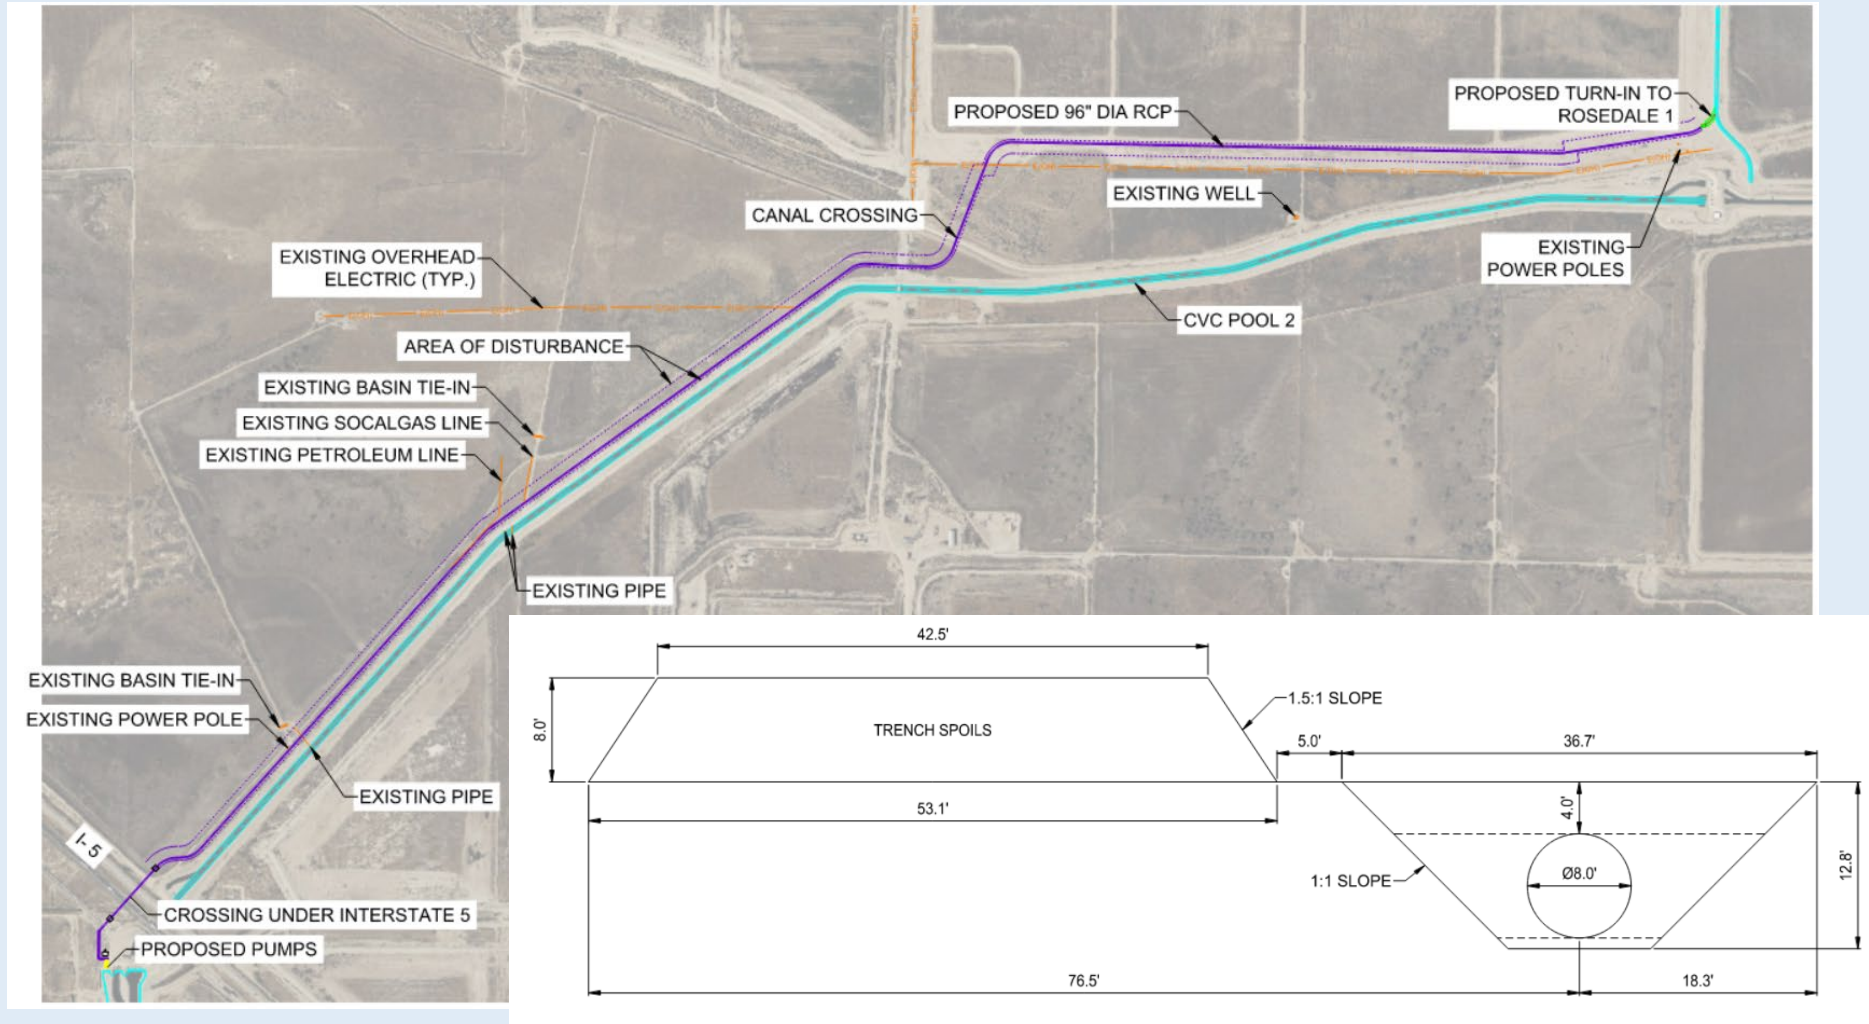 PROPOSED TURN-IN TO
ROSEDALE 1
PROPOSED 96" DIA RCP
EXISTING WELL
CANAL CROSSING
EXISTING
POWER POLES
EXISTING OVERHEAD
ELECTRIC (TYP.)
CVC POOL 2
AREA OF DISTURBANCE
EXISTING BASIN TIE-IN
EXISTING SOCALGAS LINE
EXISTING PETROLEUM LINE
EXISTING PIPE
EXISTING BASIN TIE-IN
EXISTING POWER POLE
EXISTING PIPE
I-5
CROSSING UNDER INTERSTATE 5
PROPOSED PUMPS
42.5'
8.0'
TRENCH SPOILS
1.5:1 SLOPE
5.0'
36.7'
53.1'
4.0'
1:1 SLOPE
Ø8.0'
12.8'
76.5'
18.3'